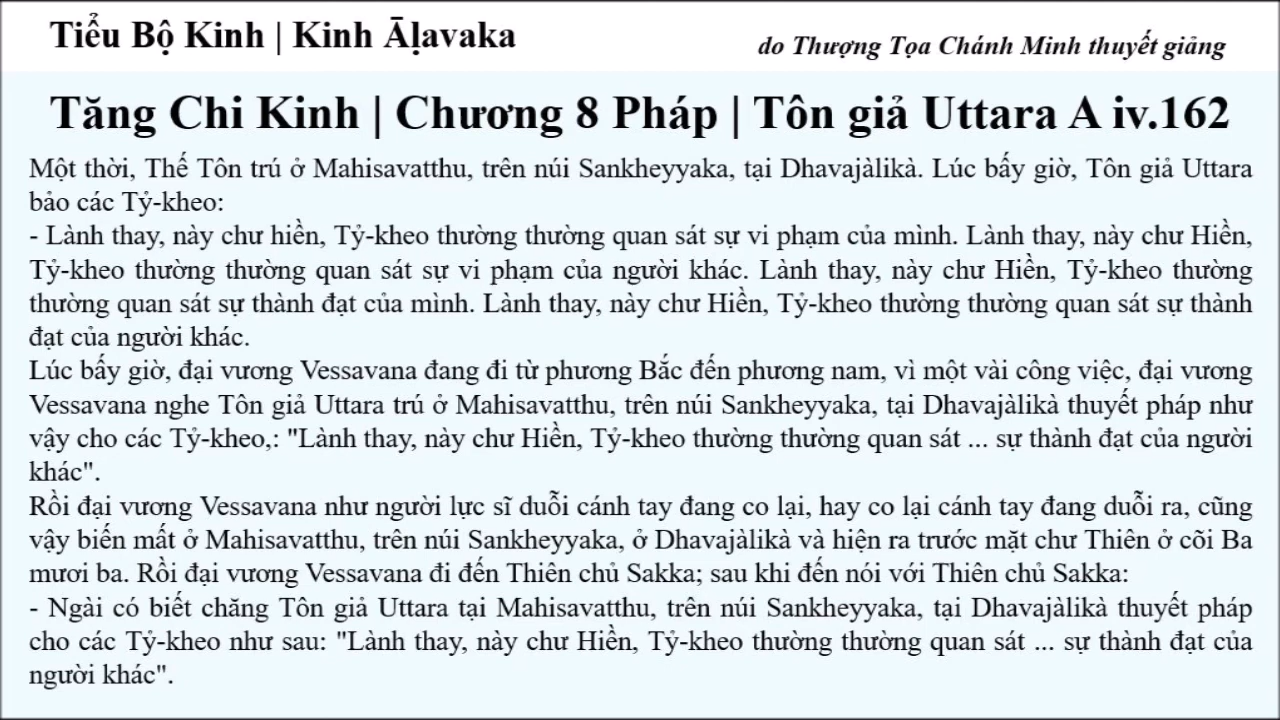 Tiểu Bộ Kinh | Kinh Āḷavaka
do Thượng Tọa Chánh Minh thuyết giảng
Tăng Chi Kinh | Chương 8 Pháp | Tôn giả Uttara A iv.162
Một thời, Thế Tôn trú ở Mahisavatthu, trên núi Sankheyyaka, tại Dhavajàlikà. Lúc bấy giờ, Tôn giả Uttara
bảo các Tỷ-kheo:
- Lành thay, này chư hiền, Tỷ-kheo thường thường quan sát sự vi phạm của mình. Lành thay, này chư Hiền,
Tỷ-kheo thường thường quan sát sự vi phạm của người khác. Lành thay, này chư Hiền, Tỷ-kheo thường
thường quan sát sự thành đạt của mình. Lành thay, này chư Hiền, Tỷ-kheo thường thường quan sát sự thành
đạt của người khác.
Lúc bấy giờ, đại vương Vessavana đang đi từ phương Bắc đến phương nam, vì một vài công việc, đại vương
Vessavana nghe Tôn giả Uttara trú ở Mahisavatthu, trên núi Sankheyyaka, tại Dhavajàlikà thuyết pháp như
vậy cho các Tỷ-kheo,: "Lành thay, này chư Hiền, Tỷ-kheo thường thường quan sát ... sự thành đạt của người
khác".
Rồi đại vương Vessavana như người lực sĩ duỗi cánh tay đang co lại, hay co lại cánh tay đang duỗi ra, cũng
vậy biến mất ở Mahisavatthu, trên núi Sankheyyaka, ở Dhavajàlikà và hiện ra trước mặt chư Thiên ở cõi Ba
mươi ba. Rồi đại vương Vessavana đi đến Thiên chủ Sakka; sau khi đến nói với Thiên chủ Sakka:
- Ngài có biết chăng Tôn giả Uttara tại Mahisavatthu, trên núi Sankheyyaka, tại Dhavajàlikà thuyết pháp
cho các Tỷ-kheo như sau: "Lành thay, này chư Hiền, Tỷ-kheo thường thường quan sát ... sự thành đạt của
người khác".